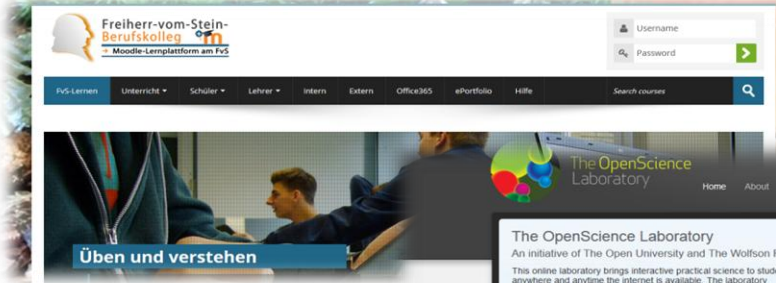 Freiherr-vom-Stein-
Berufskolleg
Moodle-Lernplattform am FvS
Username
Password
FvS-Lernen Unterricht Schüler Lehrer Intern Extern Office365 ePortfolio Hilfe Search courses
Über und verstehen
The OpenScience
Laboratory
Home About
The OpenScience Laboratory
An initiative of The Open University and The Wolfson
This online laboratory brings interactive practical science to
anywhere and anytime the internet is available. The laboratory